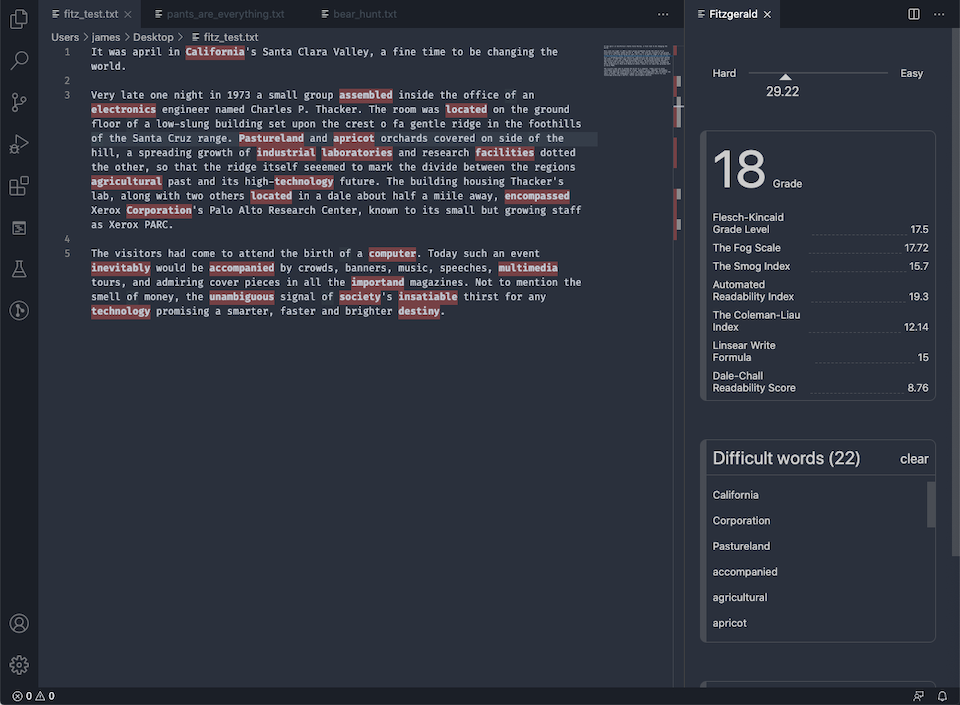 fitz_test.txt
pants_are_everything.txt
bear_hunt.txt
Fitzgerald
Users > james > Desktop > fitz_test.txt
1 It was april in California's Santa Clara Valley, a fine time to be changing the
world.
2
3 Very late one night in 1973 a small group assembled inside the office of an
electronics engineer named Charles P. Thacker. The room was located on the ground
floor of a low-slung building set upon the crest o fa gentle ridge in the foothills
of the Santa Cruz range. Pastureland and apricot orchards covered on side of the
hill, a spreading growth of industrial laboratories and research facilities dotted
the other, so that the ridge itself seeemed to mark the divide between the regions
agricultural past and its high-technology future. The building housing Thacker's
lab, along with two others located in a dale about half a mile away, encompassed
Xerox Corporation's Palo Alto Research Center, known to its small but growing staff
as Xerox PARC.
4
5 The visitors had come to attend the birth of a computer. Today such an event
inevitably would be accompanied by crowds, banners, music, speeches, multimedia
tours, and admiring cover pieces in all the importand magazines. Not to mention the
smell of money, the unambiguous signal of society's insatiable thirst for any
technology promising a smarter, faster and brighter destiny.
Hard
Easy
29.22
18 Grade
Flesch-Kincaid
Grade Level 17.5
The Fog Scale 17.72
The Smog Index 15.7
Automated
Readability Index 19.3
The Coleman-Liau
Index 12.14
Linsear Write
Formula 15
Dale-Chall
Readability Score 8.76
Difficult words (22) clear
California
Corporation
Pastureland
accompanied
agricultural
apricot
0 0